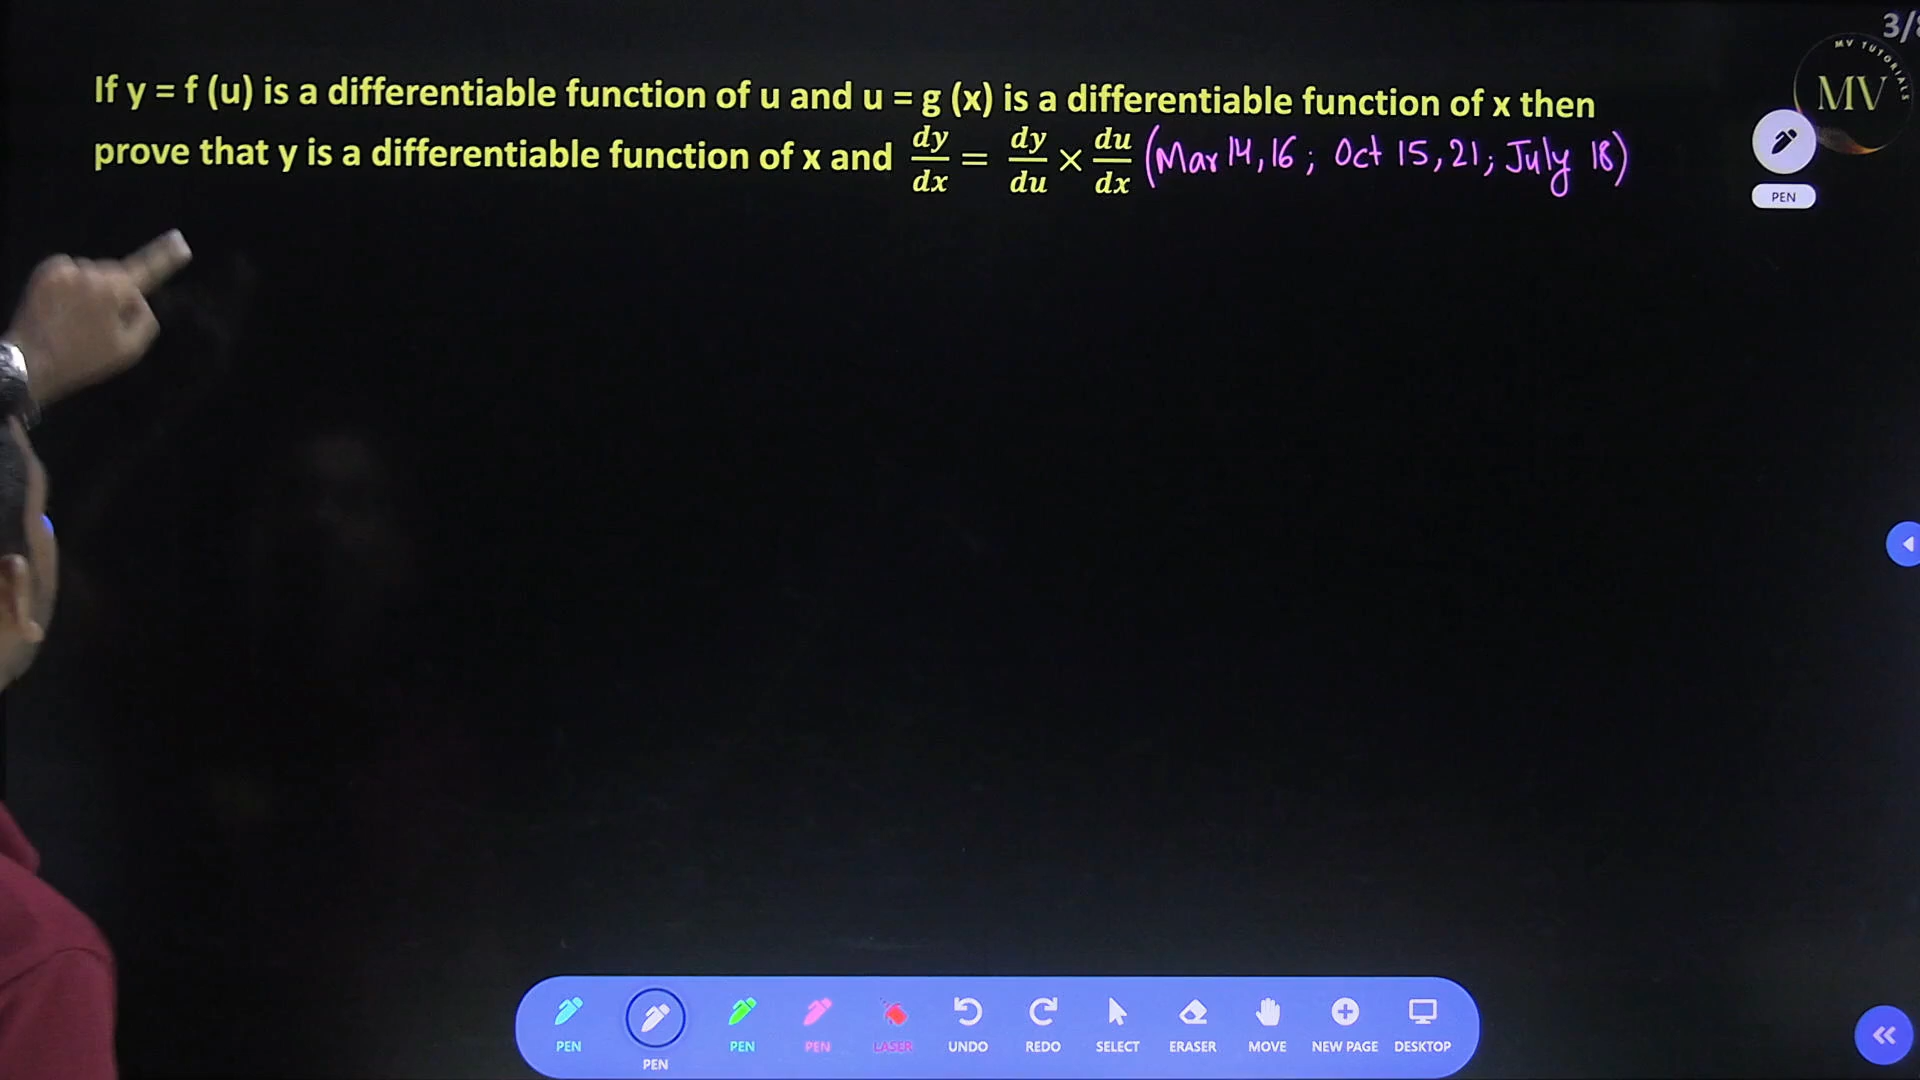 3/8
MV TUTORIALS
MV
If y = f (u) is a differentiable function of u and u = g (x) is a differentiable function of x then
prove that y is a differentiable function of x and dy/dx = dy/du × du/dx (Mar 14, 16 ; Oct 15, 21 ; July 18)
PEN
PEN PEN PEN PEN LASER UNDO REDO SELECT ERASER MOVE NEW PAGE DESKTOP